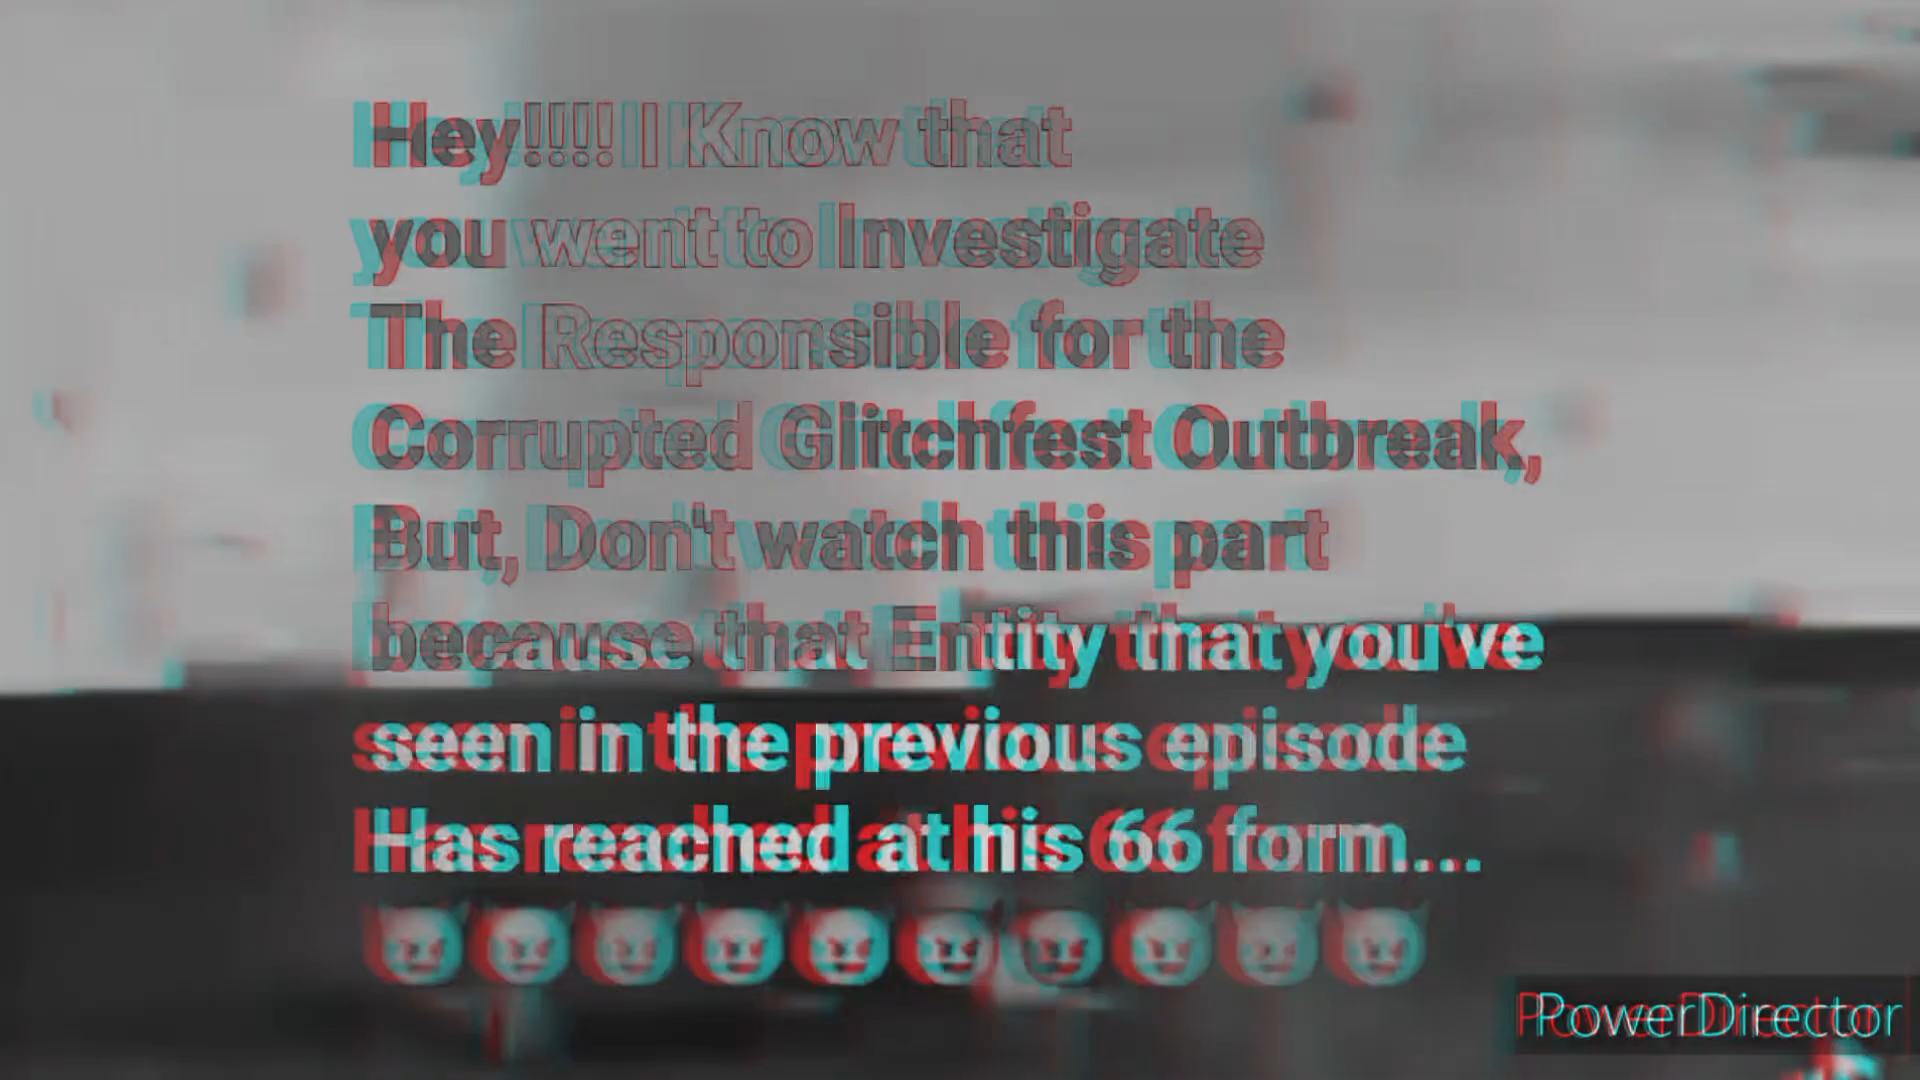 Hey!!!! I Know that
you went to Investigate
The Responsible for the
Corrupted Glitchfest Outbreak,
But, Don't watch this part
because that Entity that you've
seen in the previous episode
Has reached at his 66 form....
😈😈😈😈😈😈😈😈😈😈
PowerDirector